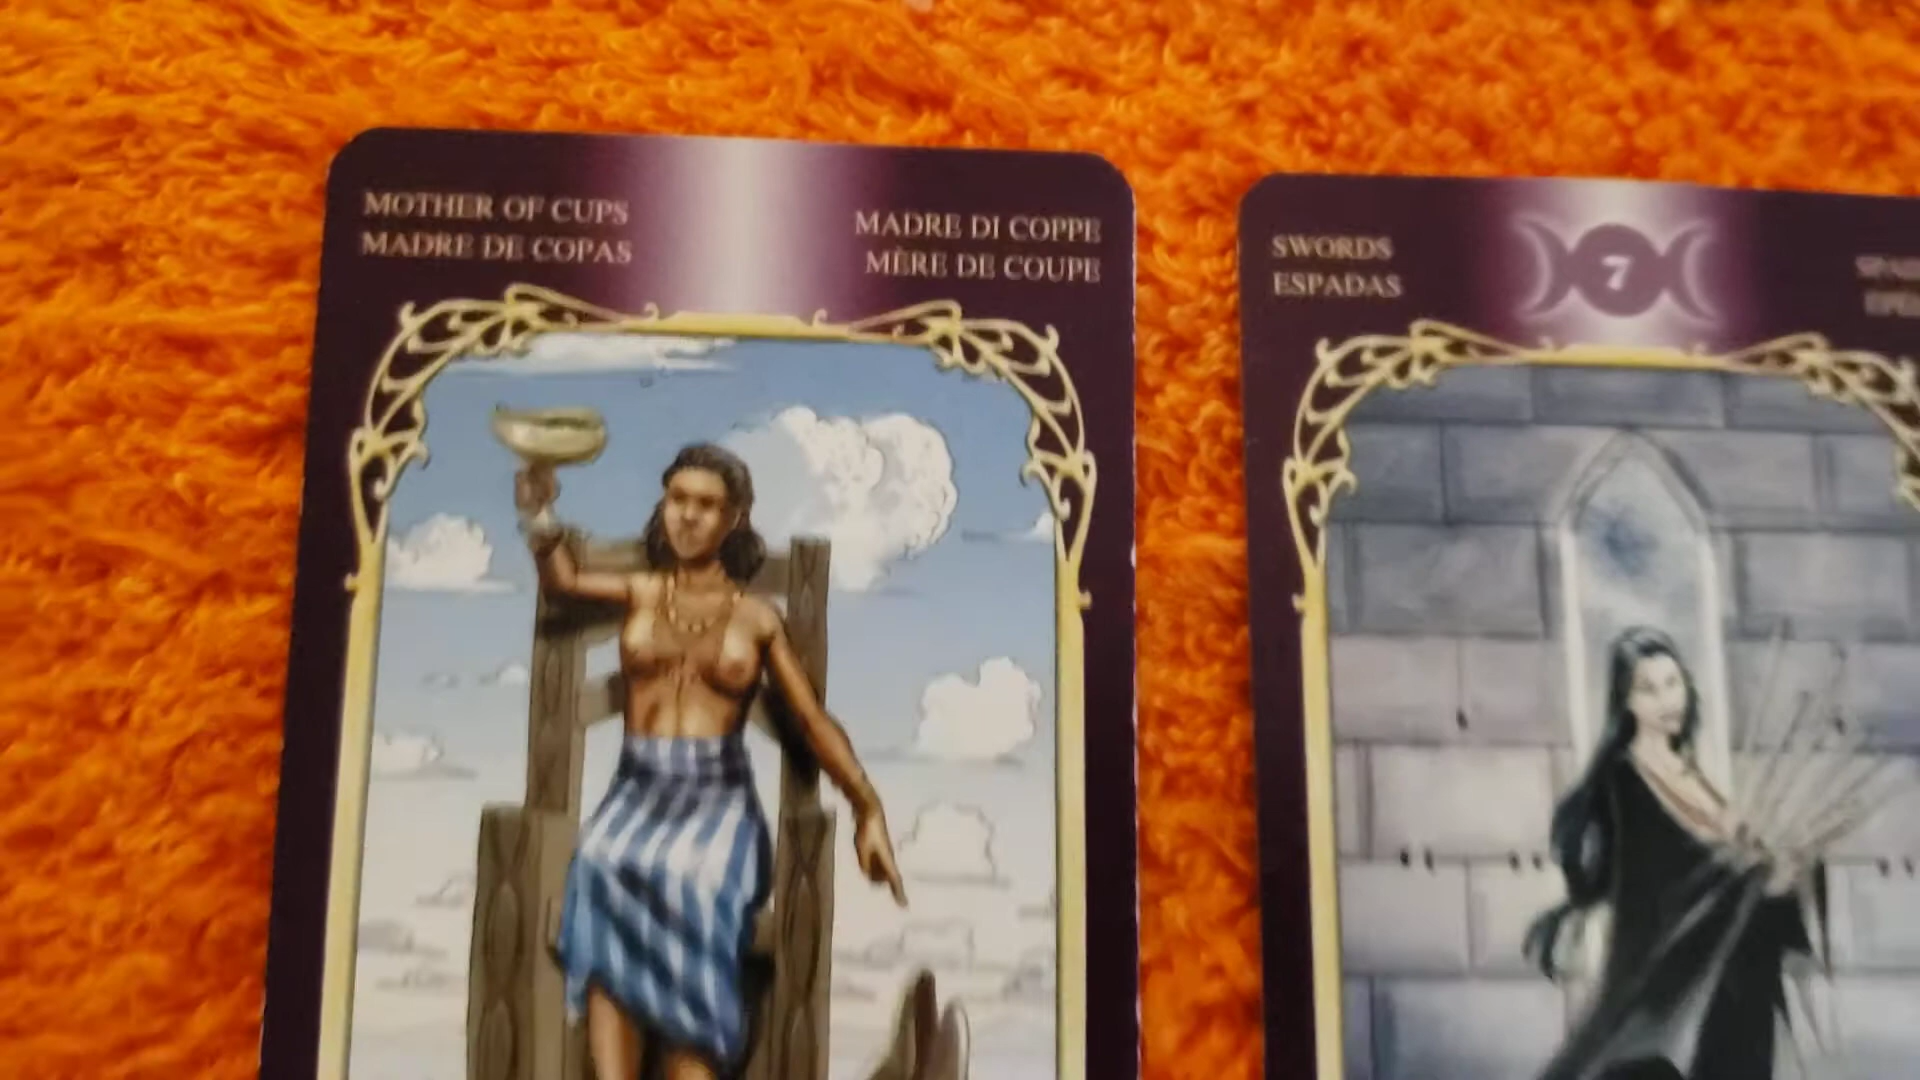 MOTHER OF CUPS
MADRE DE COPAS
MADRE DI COPPE
MÈRE DE COUPE
SWORDS
ESPADAS
7